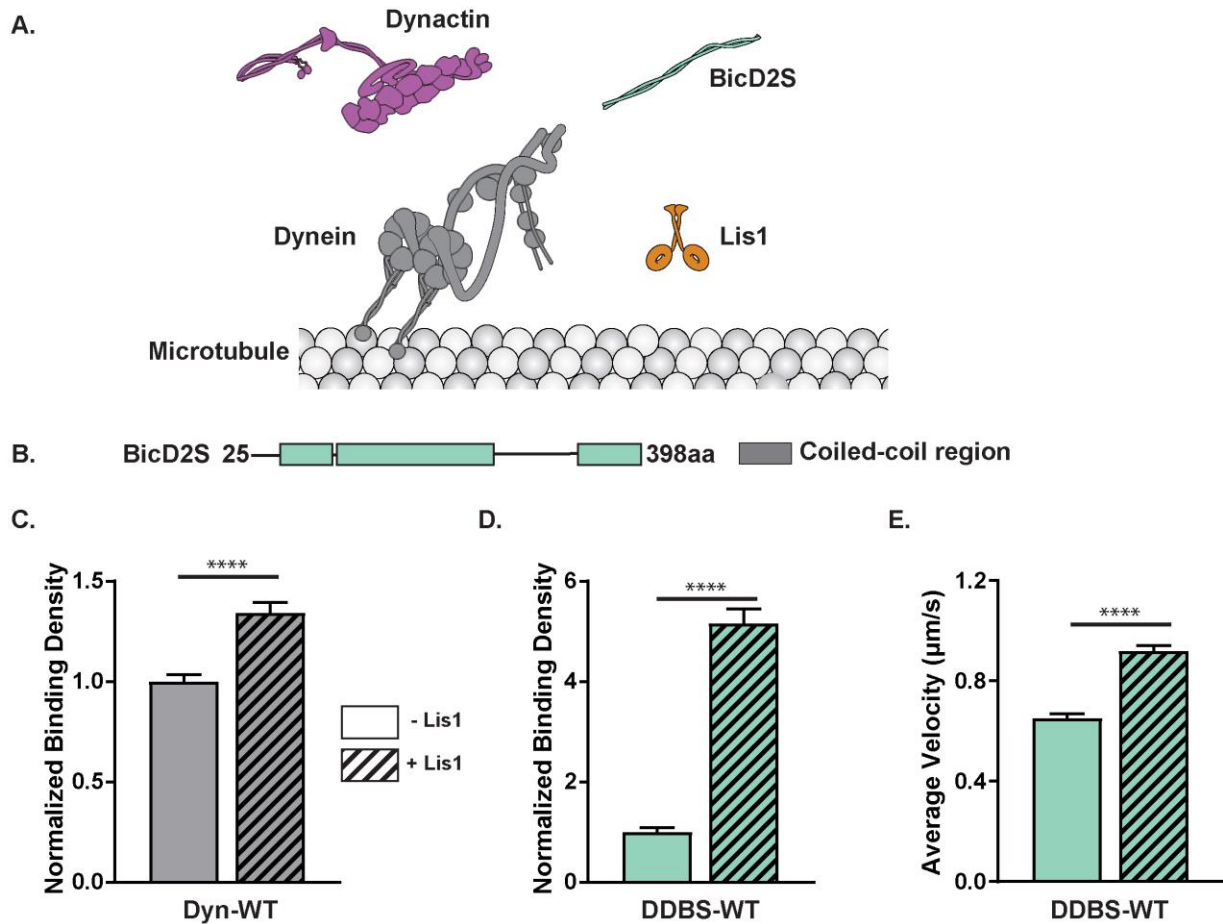 A.
Dynactin
BicD2S
Dynein
Lis1
Microtubule
B.
BicD2S 25
398aa
Coiled-coil region
C.
Normalized Binding Density
1.5
1.0
0.5
0.0
****
Dyn-WT
- Lis1
+ Lis1
D.
Normalized Binding Density
6
4
2
0
****
DDBS-WT
E.
Average Velocity (μm/s)
1.2
0.8
0.4
0.0
****
DDBS-WT